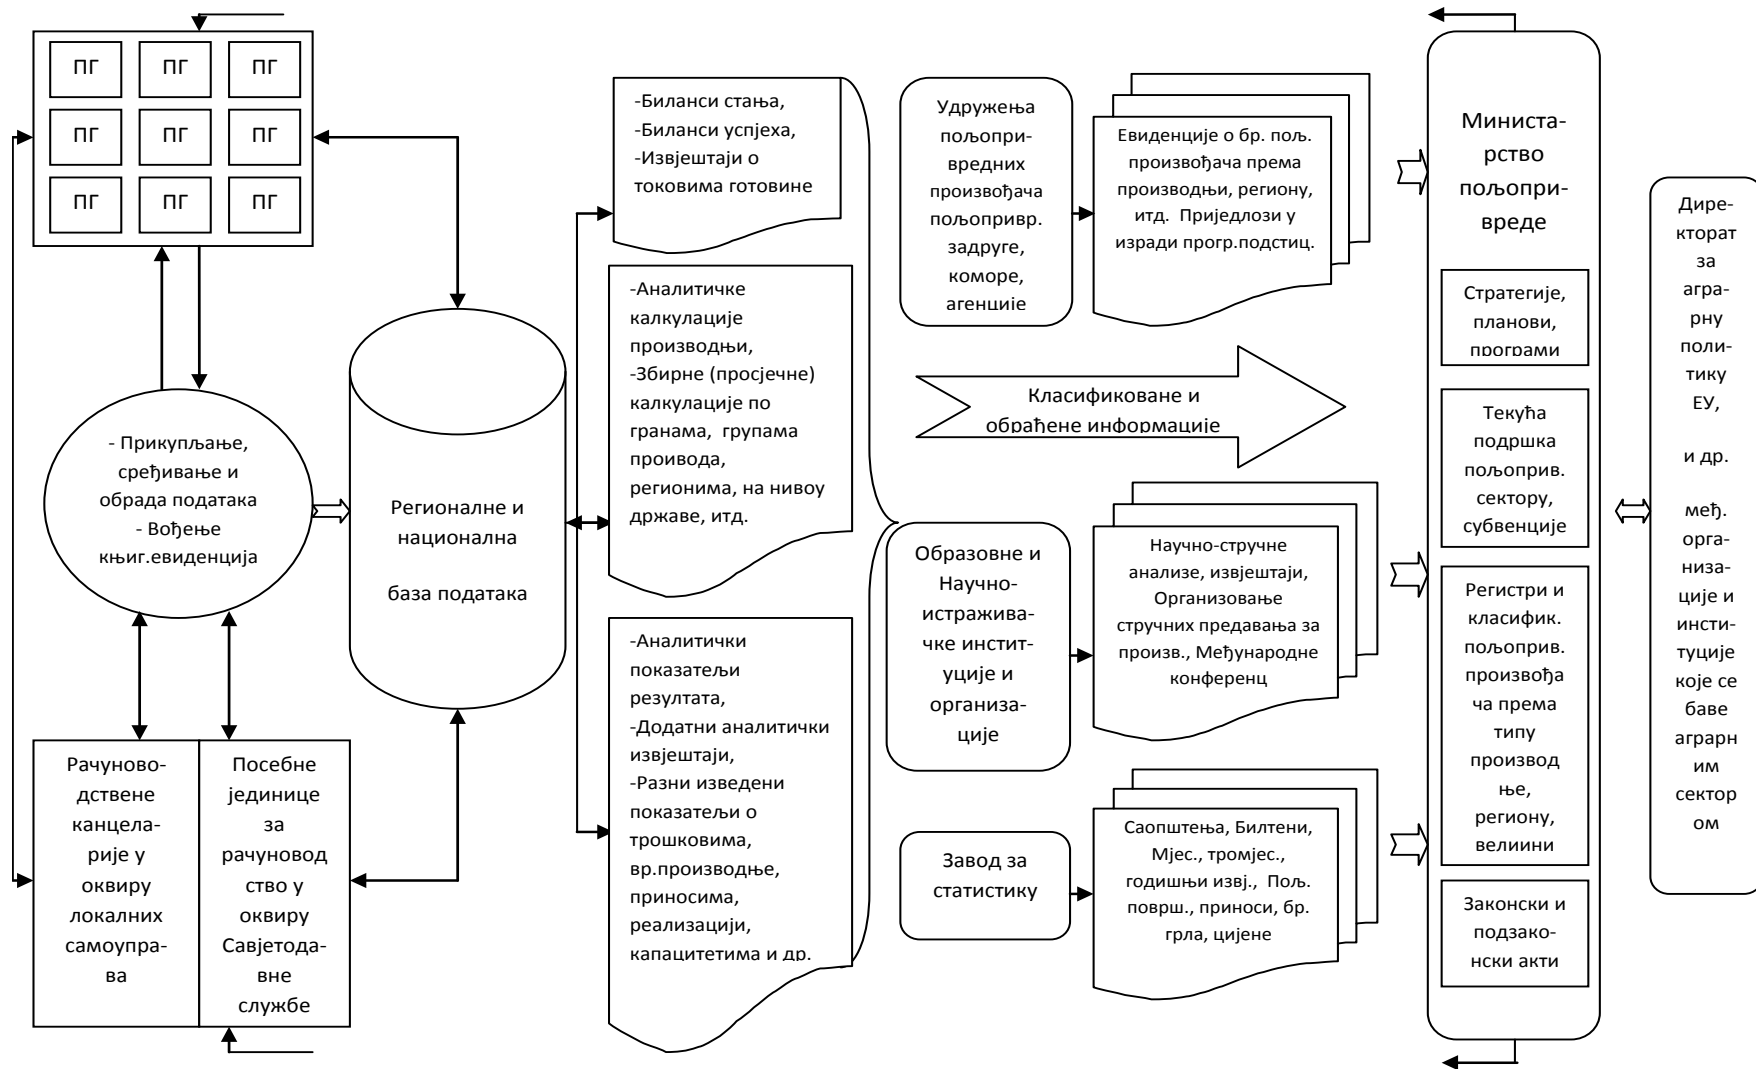 ПГ ПГ ПГ
ПГ ПГ ПГ
ПГ ПГ ПГ
- Прикупљање,
сређивање и
обрада података
- Вођење
књиг.евиденција
Рачуново-
дствене
канцела-
рије у
оквиру
локалних
самоупра-
ва
Посебне
јединице
за
рачуновод
ство у
оквиру
Савјетода-
вне
службе
Регионалне и
национална
база података
-Биланси стања,
-Биланси успјеха,
-Извјештаји о
токовима готовине
-Аналитичке
калкулације
производњи,
-Збирне (просјечне)
калкулације по
гранама, групама
проивода,
регионима, на нивоу
државе, итд.
-Аналитички
показатељи
резултата,
-Додатни аналитички
извјештаји,
-Разни изведени
показатељи о
трошковима,
вр.производње,
приносима,
реализацији,
капацитетима и др.
Удружења
пољопри-
вредних
произвођача
пољопривр.
задруге,
коморе,
агенције
Евиденције о бр. пољ.
произвођача према
производњи, региону,
итд. Приједлози у
изради прогр.подстиц.
Класификоване и
обрађене информације
Образовне и
Научно-
истражива-
чке инстит-
уције и
организа-
ције
Научно-стручне
анализе, извјештаји,
Организовање
стручних предавања за
произв., Међународне
конференц
Завод за
статистику
Саопштења, Билтени,
Мјес., тромјес.,
годишњи извј., Пољ.
површ., приноси, бр.
грла, цијене
Министа-
рство
пољопри-
вреде
Стратегије,
планови,
програми
Текућа
подршка
пољоприв.
сектору,
субвенције
Регистри и
класифик.
пољоприв.
произвођа
ча према
типу
производ
ње,
региону,
велиини
Законски и
подзако-
нски акти
Дире-
кторат
за
агра-
рну
поли-
тику
ЕУ,
и др.
међ.
орга-
низа-
ције и
инсти-
туције
које се
баве
аграрн
им
сектор
ом